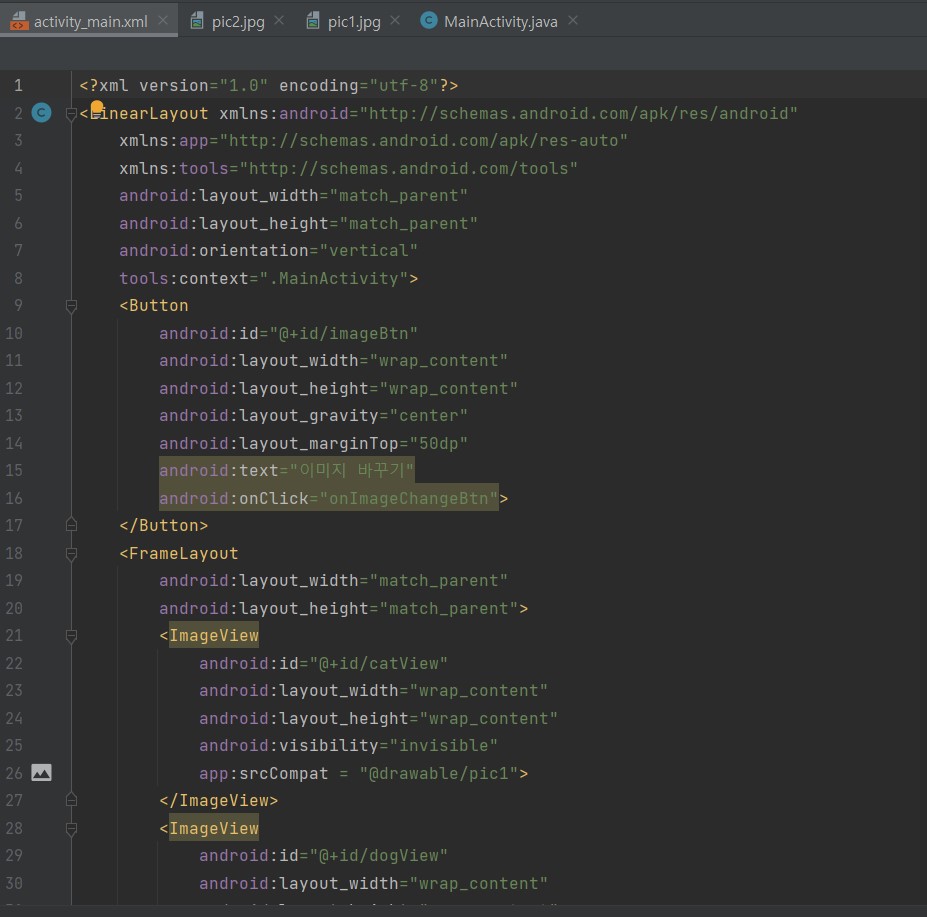 activity_main.xml pic2.jpg pic1.jpg MainActivity.java
1 <?xml version="1.0" encoding="utf-8"?>
2 <LinearLayout xmlns:android="http://schemas.android.com/apk/res/android"
3 xmlns:app="http://schemas.android.com/apk/res-auto"
4 xmlns:tools="http://schemas.android.com/tools"
5 android:layout_width="match_parent"
6 android:layout_height="match_parent"
7 android:orientation="vertical"
8 tools:context=".MainActivity">
9 <Button
10 android:id="@+id/imageBtn"
11 android:layout_width="wrap_content"
12 android:layout_height="wrap_content"
13 android:layout_gravity="center"
14 android:layout_marginTop="50dp"
15 android:text="이미지 바꾸기"
16 android:onClick="onImageChangeBtn">
17 </Button>
18 <FrameLayout
19 android:layout_width="match_parent"
20 android:layout_height="match_parent">
21 <ImageView
22 android:id="@+id/catView"
23 android:layout_width="wrap_content"
24 android:layout_height="wrap_content"
25 android:visibility="invisible"
26 app:srcCompat = "@drawable/pic1">
27 </ImageView>
28 <ImageView
29 android:id="@+id/dogView"
30 android:layout_width="wrap_content"